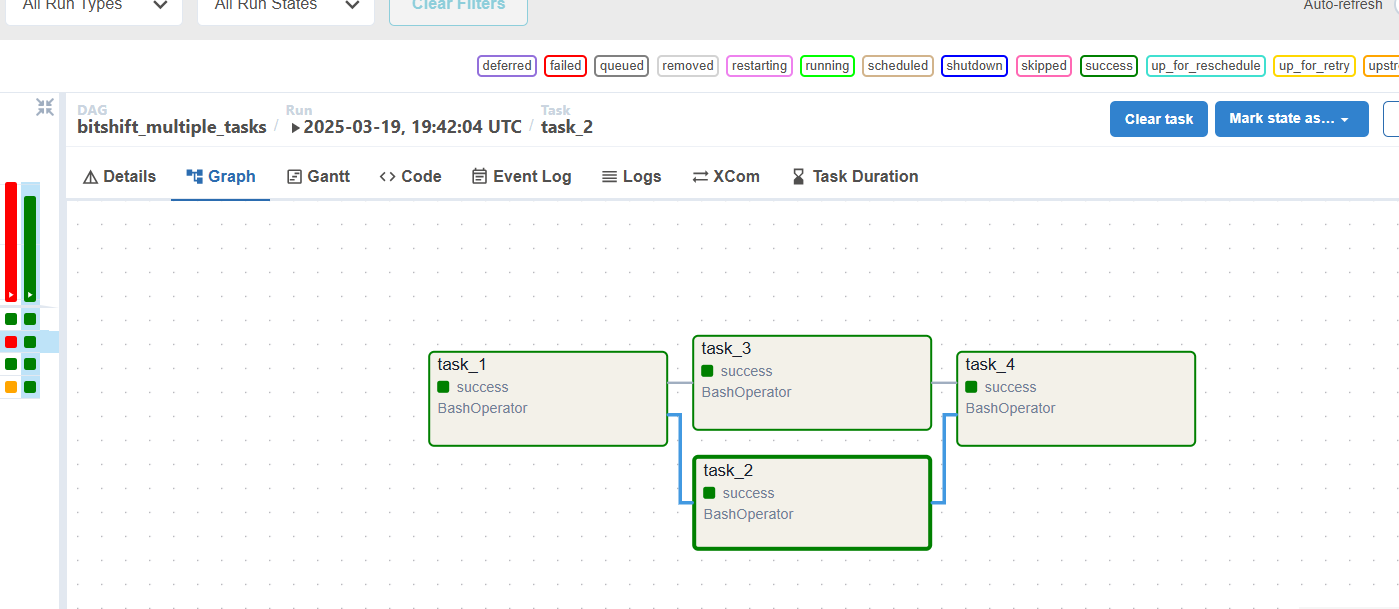 All Run Types All Run States Clear Filters Auto-refresh
deferred failed queued removed restarting running scheduled shutdown skipped success up_for_reschedule up_for_retry
DAG Run Task
bitshift_multiple_tasks / 2025-03-19, 19:42:04 UTC / task_2
Clear task Mark state as...
Details Graph Gantt Code Event Log Logs XCom Task Duration
task_1
success
BashOperator
task_3
success
BashOperator
task_2
success
BashOperator
task_4
success
BashOperator